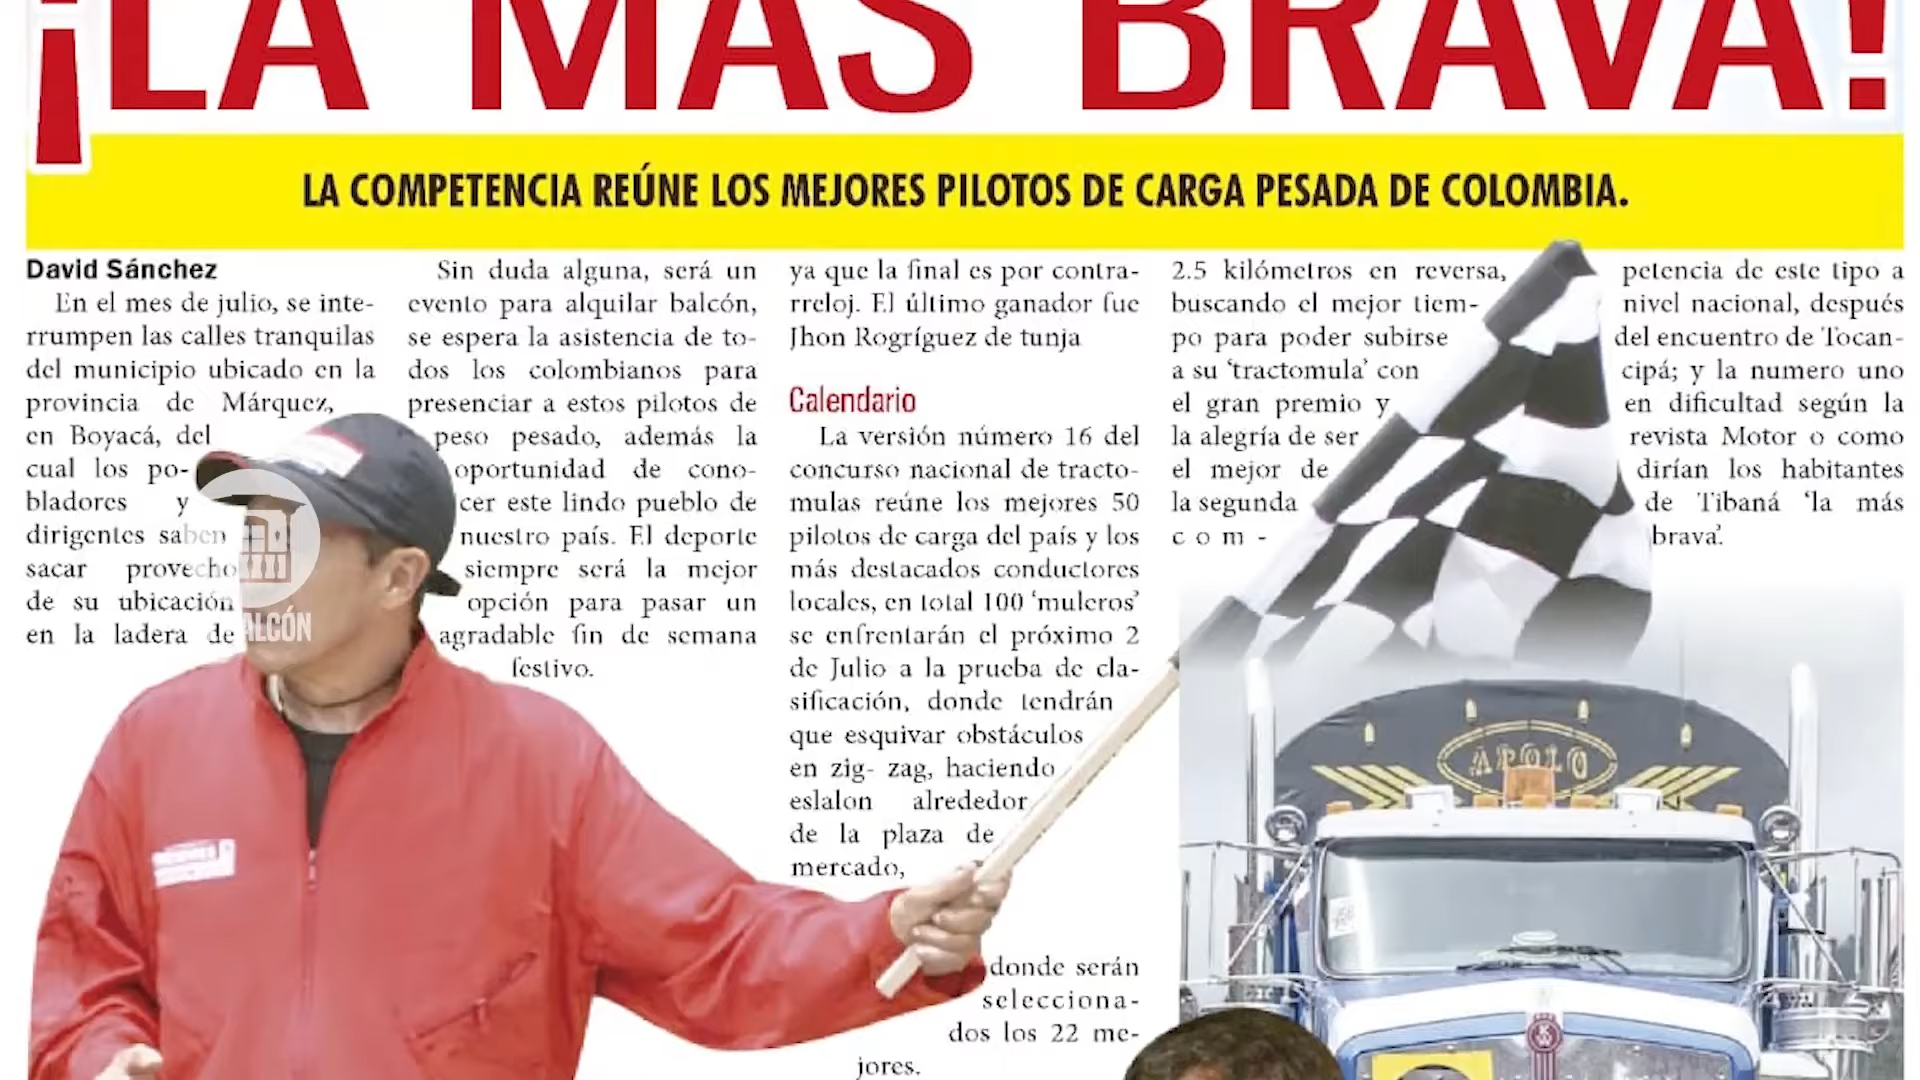 ¡LA MÁS BRAVA!
LA COMPETENCIA REÚNE LOS MEJORES PILOTOS DE CARGA PESADA DE COLOMBIA.
David Sánchez
En el mes de julio, se inte-
rrumpen las calles tranquilas
del municipio ubicado en la
provincia de Márquez,
en Boyacá, del
cual los po-
bladores y
dirigentes saben
sacar provecho
de su ubicación
en la ladera de
Sin duda alguna, será un
evento para alquilar balcón,
se espera la asistencia de to-
dos los colombianos para
presenciar a estos pilotos de
peso pesado, además la
oportunidad de cono-
cer este lindo pueblo de
nuestro país. El deporte
siempre será la mejor
opción para pasar un
agradable fin de semana
festivo.
ya que la final es por contra-
rreloj. El último ganador fue
Jhon Rogríguez de tunja
Calendario
La versión número 16 del
concurso nacional de tracto-
mulas reúne los mejores 50
pilotos de carga del país y los
más destacados conductores
locales, en total 100 ‘muleros’
se enfrentarán el próximo 2
de Julio a la prueba de cla-
sificación, donde tendrán
que esquivar obstáculos
en zig- zag, haciendo
eslalon alrededor
de la plaza de
mercado,
donde serán
selecciona-
dos los 22 me-
jores.
2.5 kilómetros en reversa,
buscando el mejor tiem-
po para poder subirse
a su ‘tractomula’ con
el gran premio y
la alegría de ser
el mejor de
la segunda
com-
petencia de este tipo a
nivel nacional, después
del encuentro de Tocan-
cipá; y la numero uno
en dificultad según la
revista Motor o como
dirían los habitantes
de Tibaná ‘la más
brava’.
APOLO
ALCÓN